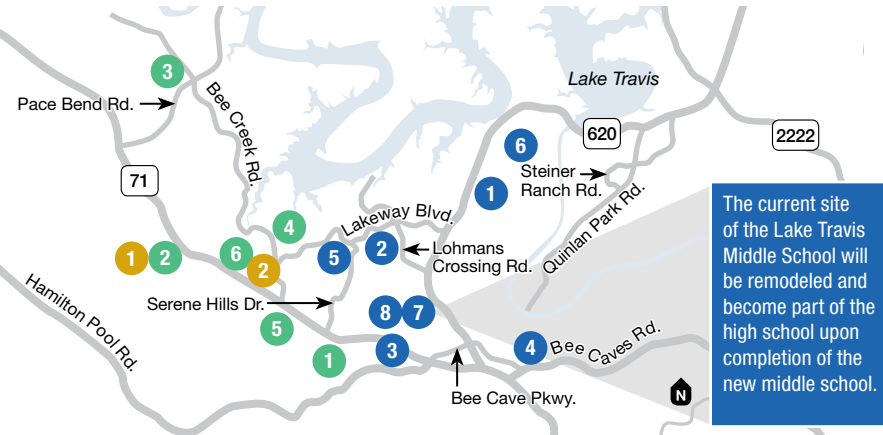 3
Lake Travis
Pace Bend Rd.
Bee Creek Rd.
620
2222
6
Steiner
Ranch Rd.
71
1
Quinlan Park Rd.
4
Lakeway Blvd.
1
2
6
2
5
2
Lohmans
Crossing Rd.
Hamilton Pool Rd.
Serene Hills Dr.
8
7
5
1
3
4
Bee Caves Rd.
Bee Cave Pkwy.
N
The current site
of the Lake Travis
Middle School will
be remodeled and
become part of the
high school upon
completion of the
new middle school.